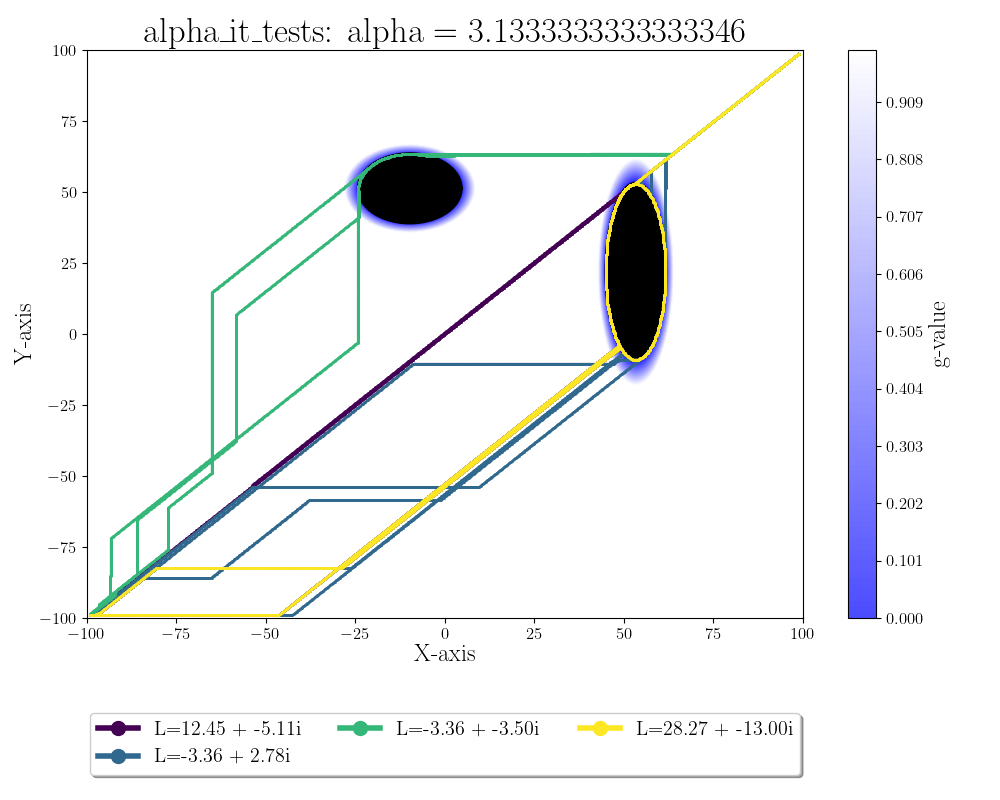 alpha_it_tests: alpha = 3.1333333333333346
100
75
50
25
0
−25
−50
−75
−100
Y-axis
−100 −75 −50 −25 0 25 50 75 100
X-axis
0.909
0.808
0.707
0.606
0.505
0.404
0.303
0.202
0.101
0.000
g-value
L=12.45 + -5.11i L=-3.36 + -3.50i L=28.27 + -13.00i
L=-3.36 + 2.78i